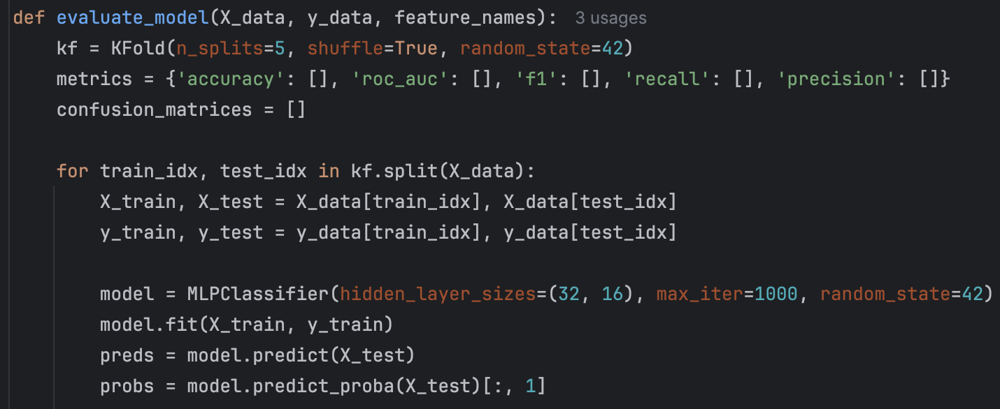 def evaluate_model(X_data, y_data, feature_names): 3 usages
    kf = KFold(n_splits=5, shuffle=True, random_state=42)
    metrics = {'accuracy': [], 'roc_auc': [], 'f1': [], 'recall': [], 'precision': []}
    confusion_matrices = []
    for train_idx, test_idx in kf.split(X_data):
        X_train, X_test = X_data[train_idx], X_data[test_idx]
        y_train, y_test = y_data[train_idx], y_data[test_idx]
        model = MLPClassifier(hidden_layer_sizes=(32, 16), max_iter=1000, random_state=42)
        model.fit(X_train, y_train)
        preds = model.predict(X_test)
        probs = model.predict_proba(X_test)[:, 1]